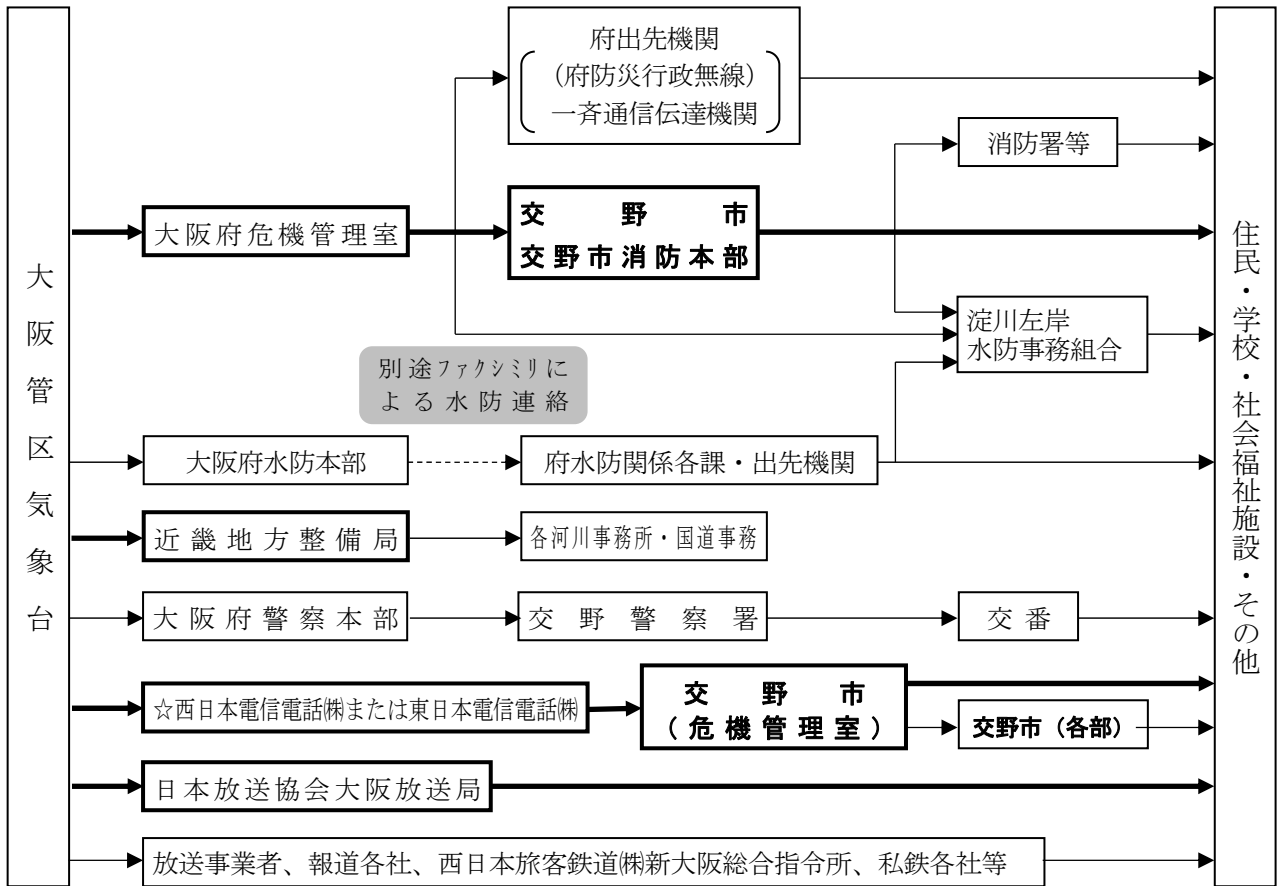 大阪管区気象台
府出先機関
(府防災行政無線)
一斉通信伝達機関
消防署等
大阪府危機管理室
交野市
交野市消防本部
淀川左岸
水防事務組合
別途ファクシミリに
よる水防連絡
大阪府水防本部
府水防関係各課・出先機関
近畿地方整備局
各河川事務所・国道事務
大阪府警察本部
交野警察署
交番
☆西日本電信電話㈱または東日本電信電話㈱
交野市
(危機管理室)
交野市(各部)
日本放送協会大阪放送局
放送事業者、報道各社、西日本旅客鉄道㈱新大阪総合指令所、私鉄各社等
住民・学校・社会福祉施設・その他